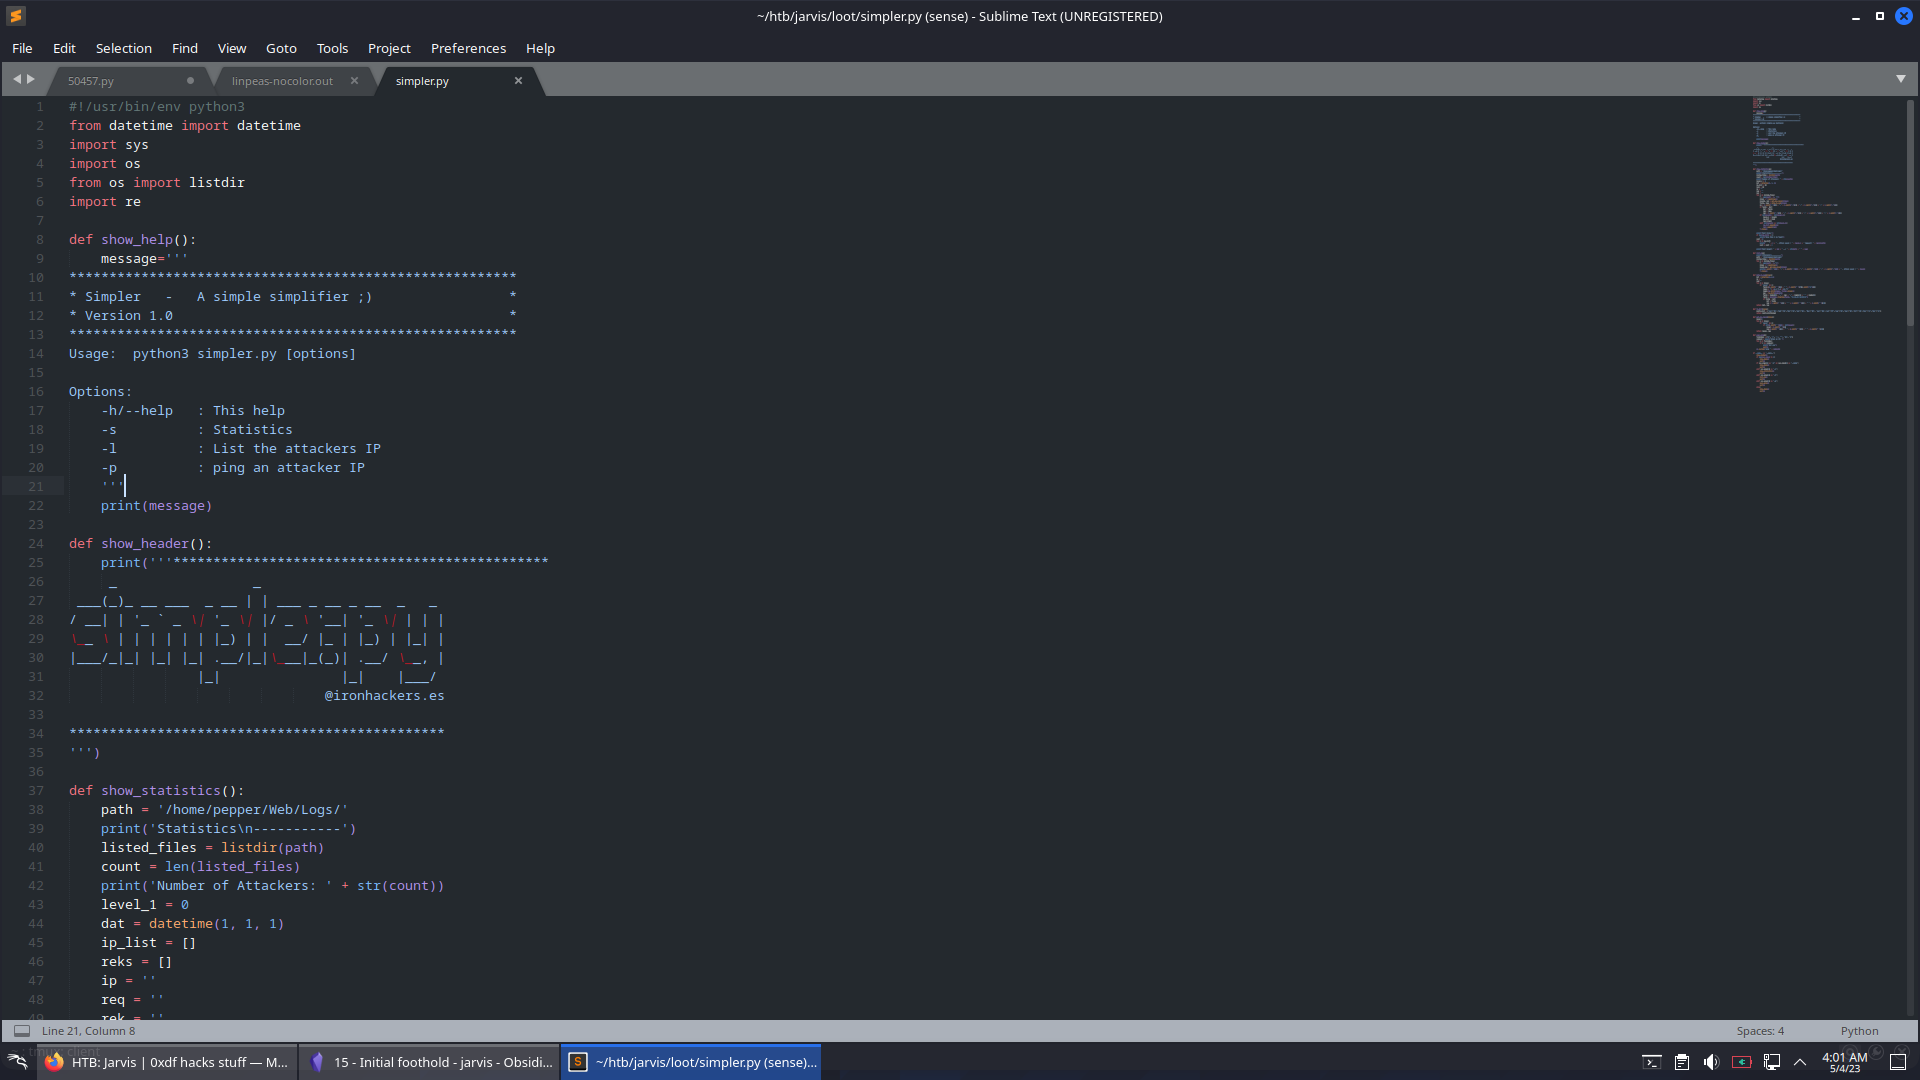 ~/htb/jarvis/loot/simpler.py (sense) - Sublime Text (UNREGISTERED)
File Edit Selection Find View Goto Tools Project Preferences Help
50457.py linpeas-nocolor.out simpler.py
1 #!/usr/bin/env python3
2 from datetime import datetime
3 import sys
4 import os
5 from os import listdir
6 import re
7
8 def show_help():
9     message='''
10 ********************************************************
11 * Simpler   -   A simple simplifier ;)                 *
12 * Version 1.0                                          *
13 ********************************************************
14 Usage:  python3 simpler.py [options]
15
16 Options:
17     -h/--help   : This help
18     -s          : Statistics
19     -l          : List the attackers IP
20     -p          : ping an attacker IP
21     '''
22     print(message)
23
24 def show_header():
25     print('''***********************************************
26      _                 _
27  ___(_)_ __ ___  _ __ | | ___ _ __ _ __  _   _
28 / __| | '_ ` _ \| '_ \| |/ _ \ '__| '_ \| | | |
29 \__ \ | | | | | | |_) | |  __/ |_ | |_) | |_| |
30 |___/_|_| |_| |_| .__/|_|\___|_(_)| .__/ \__, |
31                 |_|               |_|    |___/
32                                 @ironhackers.es
33
34 ***********************************************
35 ''')
36
37 def show_statistics():
38     path = '/home/pepper/Web/Logs/'
39     print('Statistics\n-----------')
40     listed_files = listdir(path)
41     count = len(listed_files)
42     print('Number of Attackers: ' + str(count))
43     level_1 = 0
44     dat = datetime(1, 1, 1)
45     ip_list = []
46     reks = []
47     ip = ''
48     req = ''
49     rek = ''
Line 21, Column 8 Spaces: 4 Python
HTB: Jarvis | 0xdf hacks stuff — M... 15 - Initial foothold - jarvis - Obsidi... ~/htb/jarvis/loot/simpler.py (sense)... 4:01 AM
5/4/23